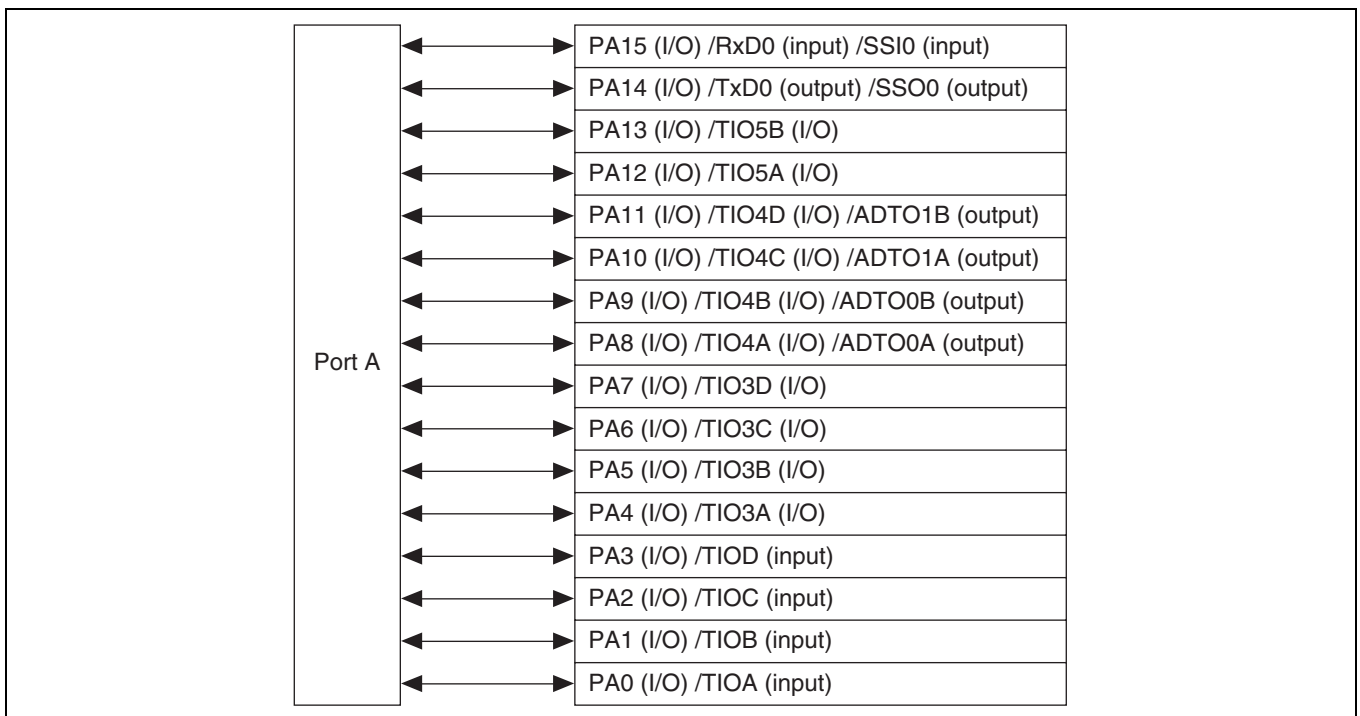 PA15 (I/O) /RxD0 (input) /SSI0 (input)
PA14 (I/O) /TxD0 (output) /SSO0 (output)
PA13 (I/O) /TIO5B (I/O)
PA12 (I/O) /TIO5A (I/O)
PA11 (I/O) /TIO4D (I/O) /ADTO1B (output)
PA10 (I/O) /TIO4C (I/O) /ADTO1A (output)
PA9 (I/O) /TIO4B (I/O) /ADTO0B (output)
PA8 (I/O) /TIO4A (I/O) /ADTO0A (output)
Port A
PA7 (I/O) /TIO3D (I/O)
PA6 (I/O) /TIO3C (I/O)
PA5 (I/O) /TIO3B (I/O)
PA4 (I/O) /TIO3A (I/O)
PA3 (I/O) /TIOD (input)
PA2 (I/O) /TIOC (input)
PA1 (I/O) /TIOB (input)
PA0 (I/O) /TIOA (input)